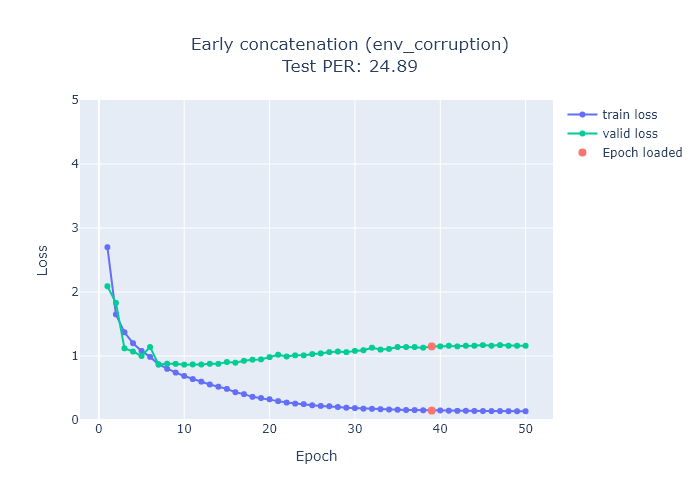 Early concatenation (env_corruption)
Test PER: 24.89
5
4
3
2
1
0
Loss
0
10
20
30
40
50
Epoch
train loss
valid loss
Epoch loaded